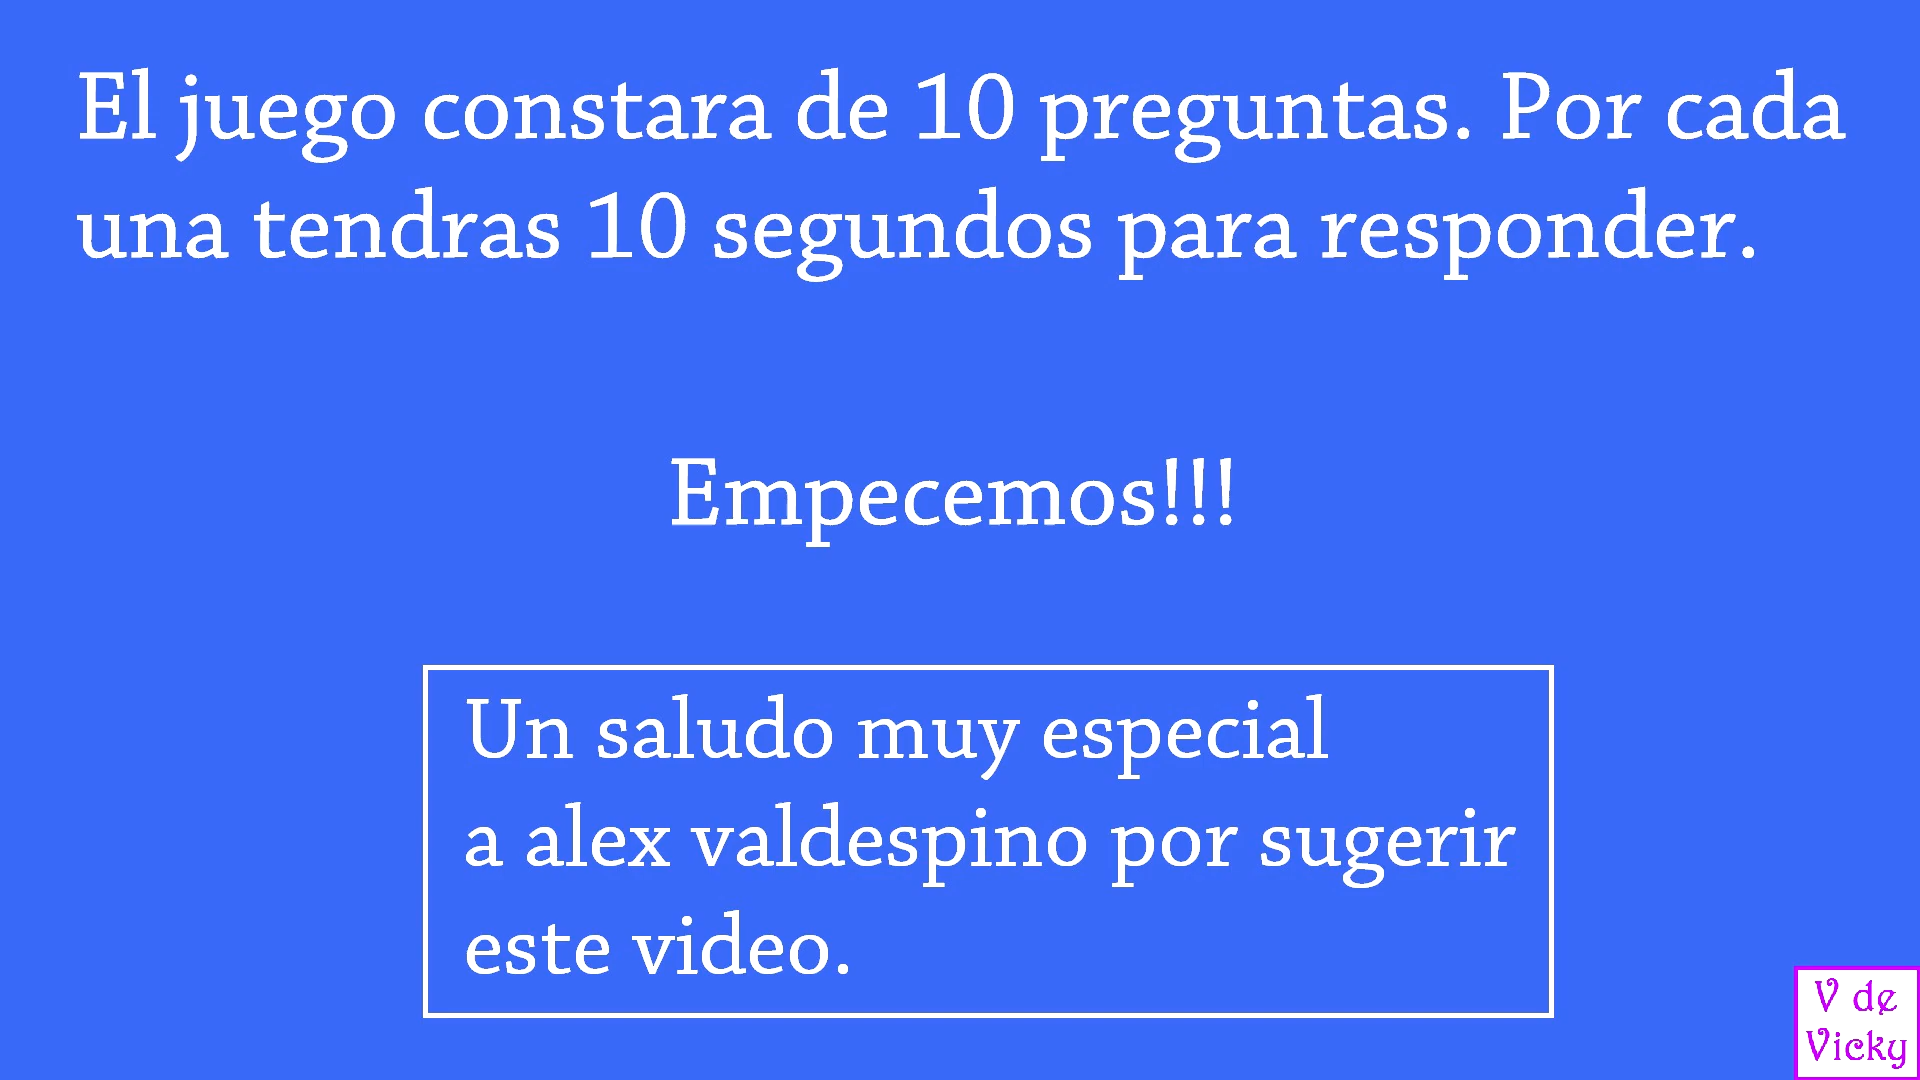 El juego constara de 10 preguntas. Por cada
una tendras 10 segundos para responder.
Empecemos!!!
Un saludo muy especial
a alex valdespino por sugerir
este video.
V de
Vicky